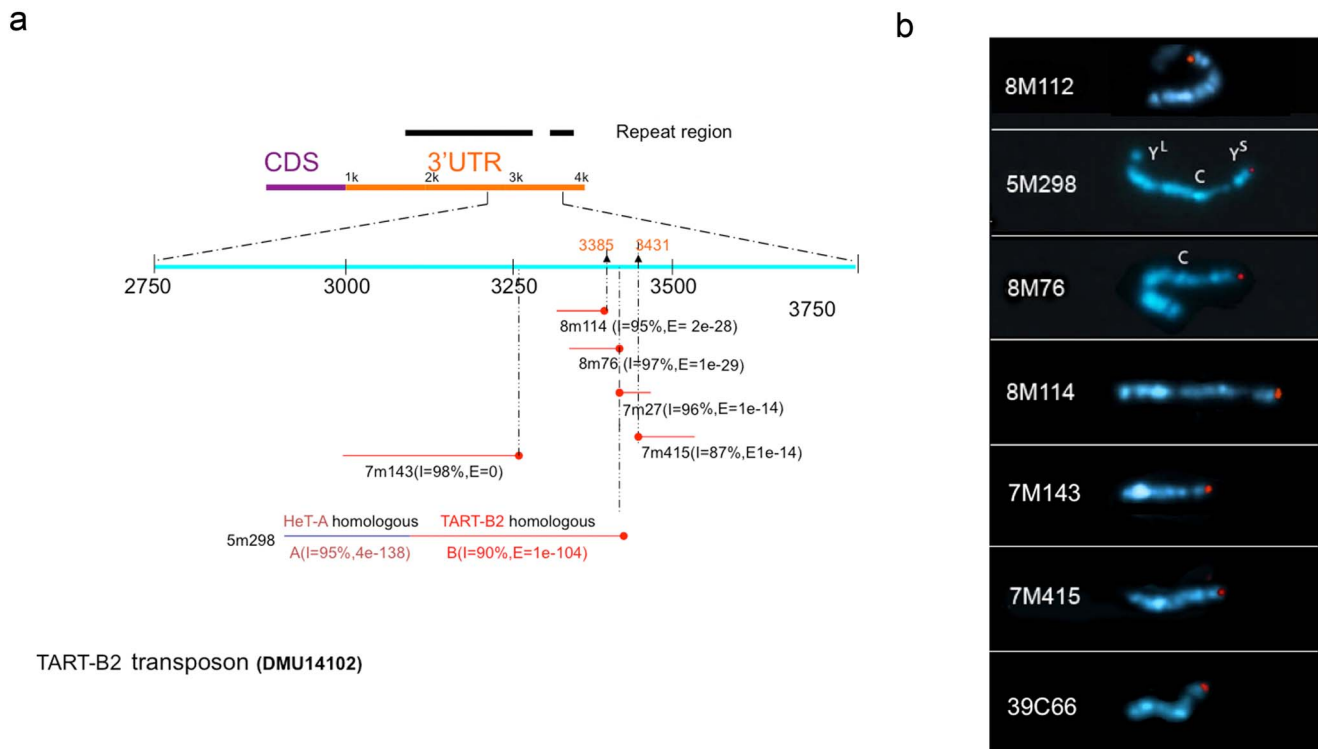 a
Repeat region
CDS
3'UTR
1k
2k
3k
4k
3385
3431
2750
3000
3250
3500
3750
8m114 (I=95%,E= 2e-28)
8m76 (I=97%,E=1e-29)
7m27(I=96%,E=1e-14)
7m415(I=87%,E1e-14)
7m143(I=98%,E=0)
HeT-A homologous
TART-B2 homologous
5m298
A(I=95%,4e-138)
B(I=90%,E=1e-104)
TART-B2 transposon (DMU14102)
b
8M112
5M298
Y^L
C
Y^S
8M76
C
8M114
7M143
7M415
39C66